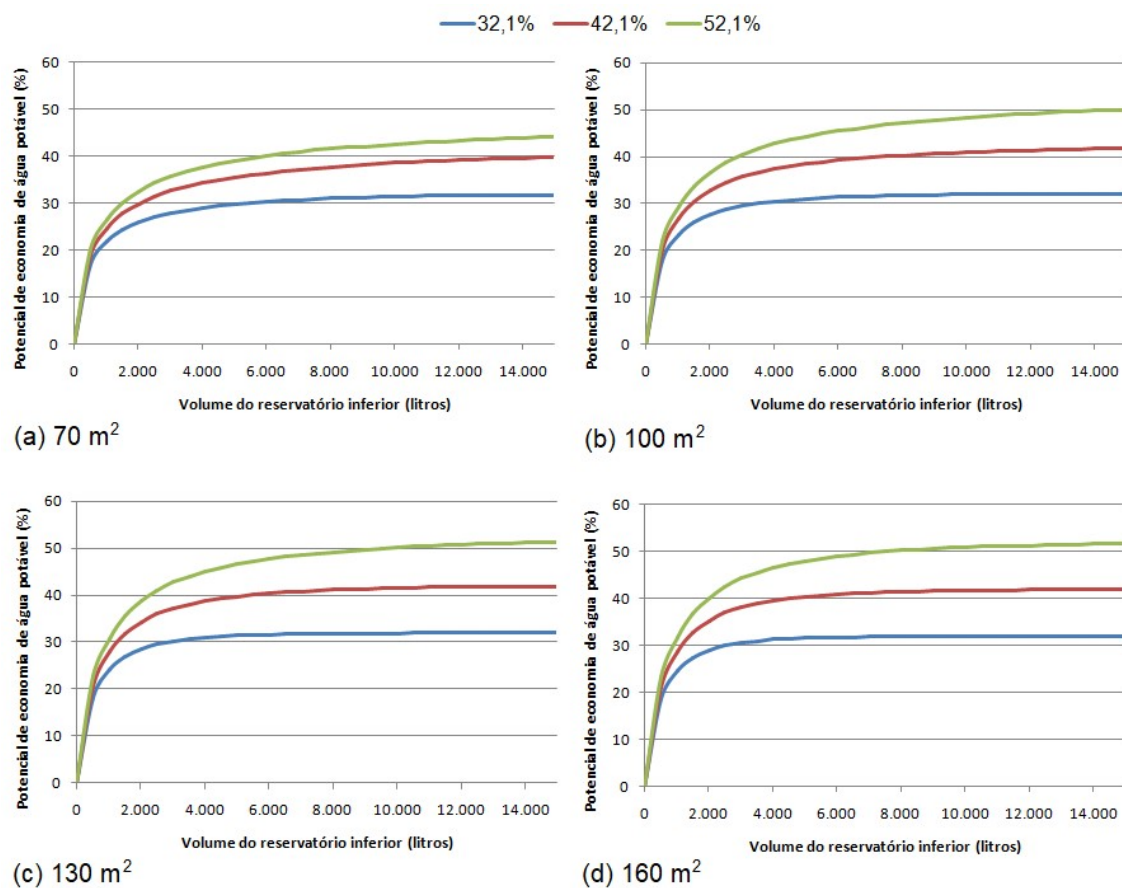 32,1% 42,1% 52,1%
Potencial de economia de água potável (%)
60
50
40
30
20
10
0
0 2.000 4.000 6.000 8.000 10.000 12.000 14.000
Volume do reservatório inferior (litros)
(a) 70 m²
Potencial de economia de água potável (%)
60
50
40
30
20
10
0
0 2.000 4.000 6.000 8.000 10.000 12.000 14.000
Volume do reservatório inferior (litros)
(b) 100 m²
Potencial de economia de água potável (%)
60
50
40
30
20
10
0
0 2.000 4.000 6.000 8.000 10.000 12.000 14.000
Volume do reservatório inferior (litros)
(c) 130 m²
Potencial de economia de água potável (%)
60
50
40
30
20
10
0
0 2.000 4.000 6.000 8.000 10.000 12.000 14.000
Volume do reservatório inferior (litros)
(d) 160 m²